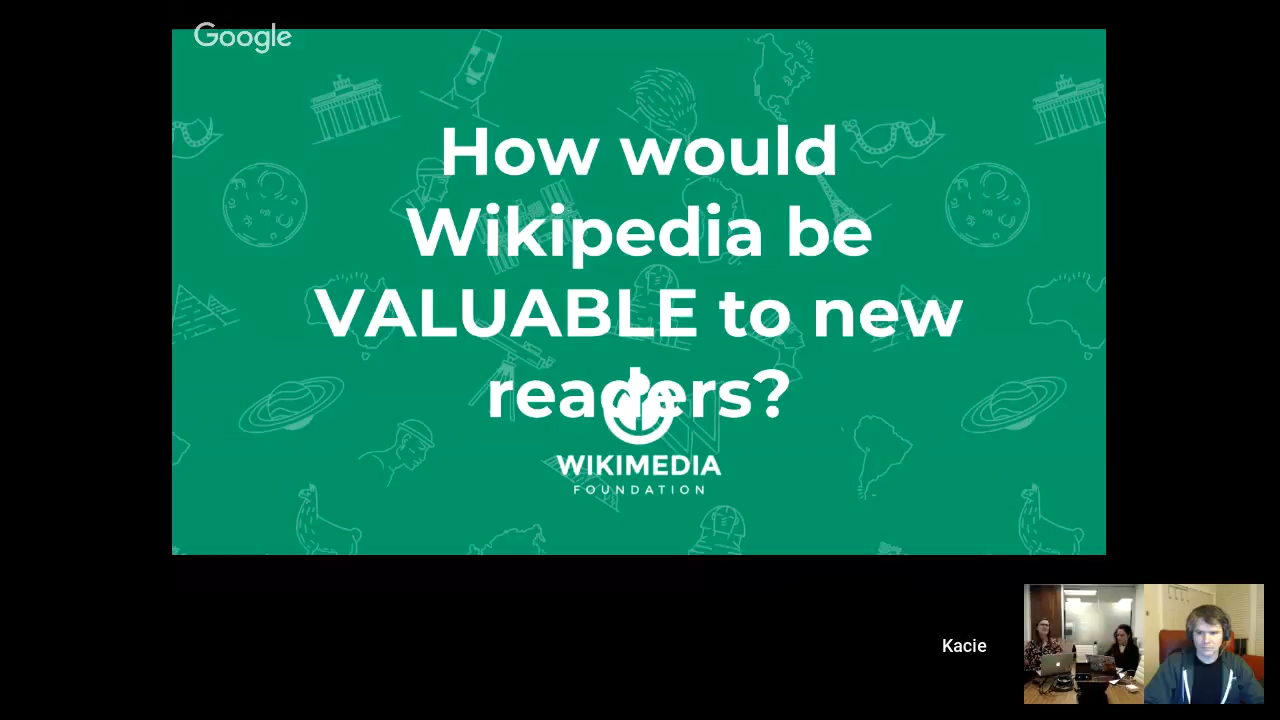 Google
How would
Wikipedia be
VALUABLE to new
readers?
WIKIMEDIA
FOUNDATION
Kacie